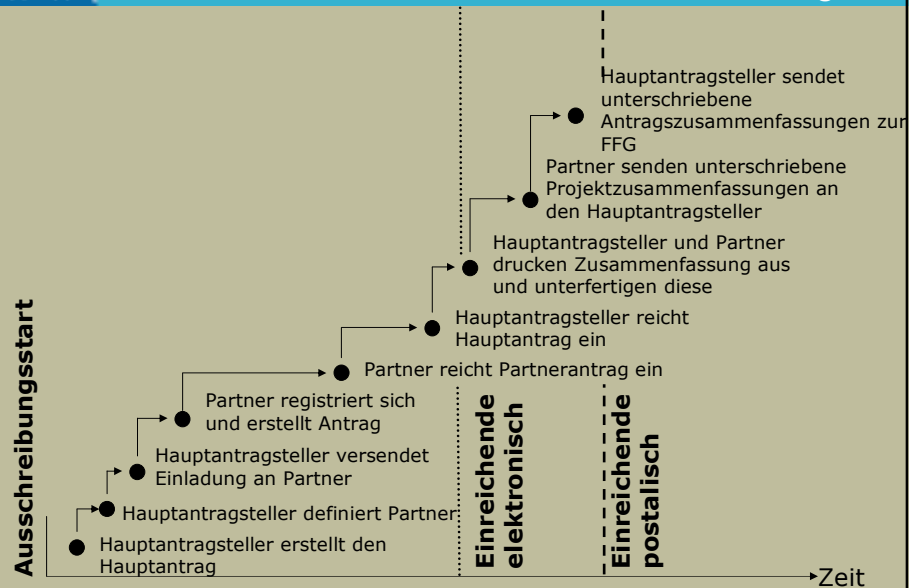 Hauptantragsteller sendet
unterschriebene
Antragszusammenfassungen zur
FFG
Partner senden unterschriebene
Projektzusammenfassungen an
den Hauptantragsteller
Hauptantragsteller und Partner
drucken Zusammenfassung aus
und unterfertigen diese
Hauptantragsteller reicht
Hauptantrag ein
Partner reicht Partnerantrag ein
Partner registriert sich
und erstellt Antrag
Hauptantragsteller versendet
Einladung an Partner
Hauptantragsteller definiert Partner
Hauptantragsteller erstellt den
Hauptantrag
Ausschreibungsstart
Einreichende
elektronisch
Einreichende
postalisch
Zeit